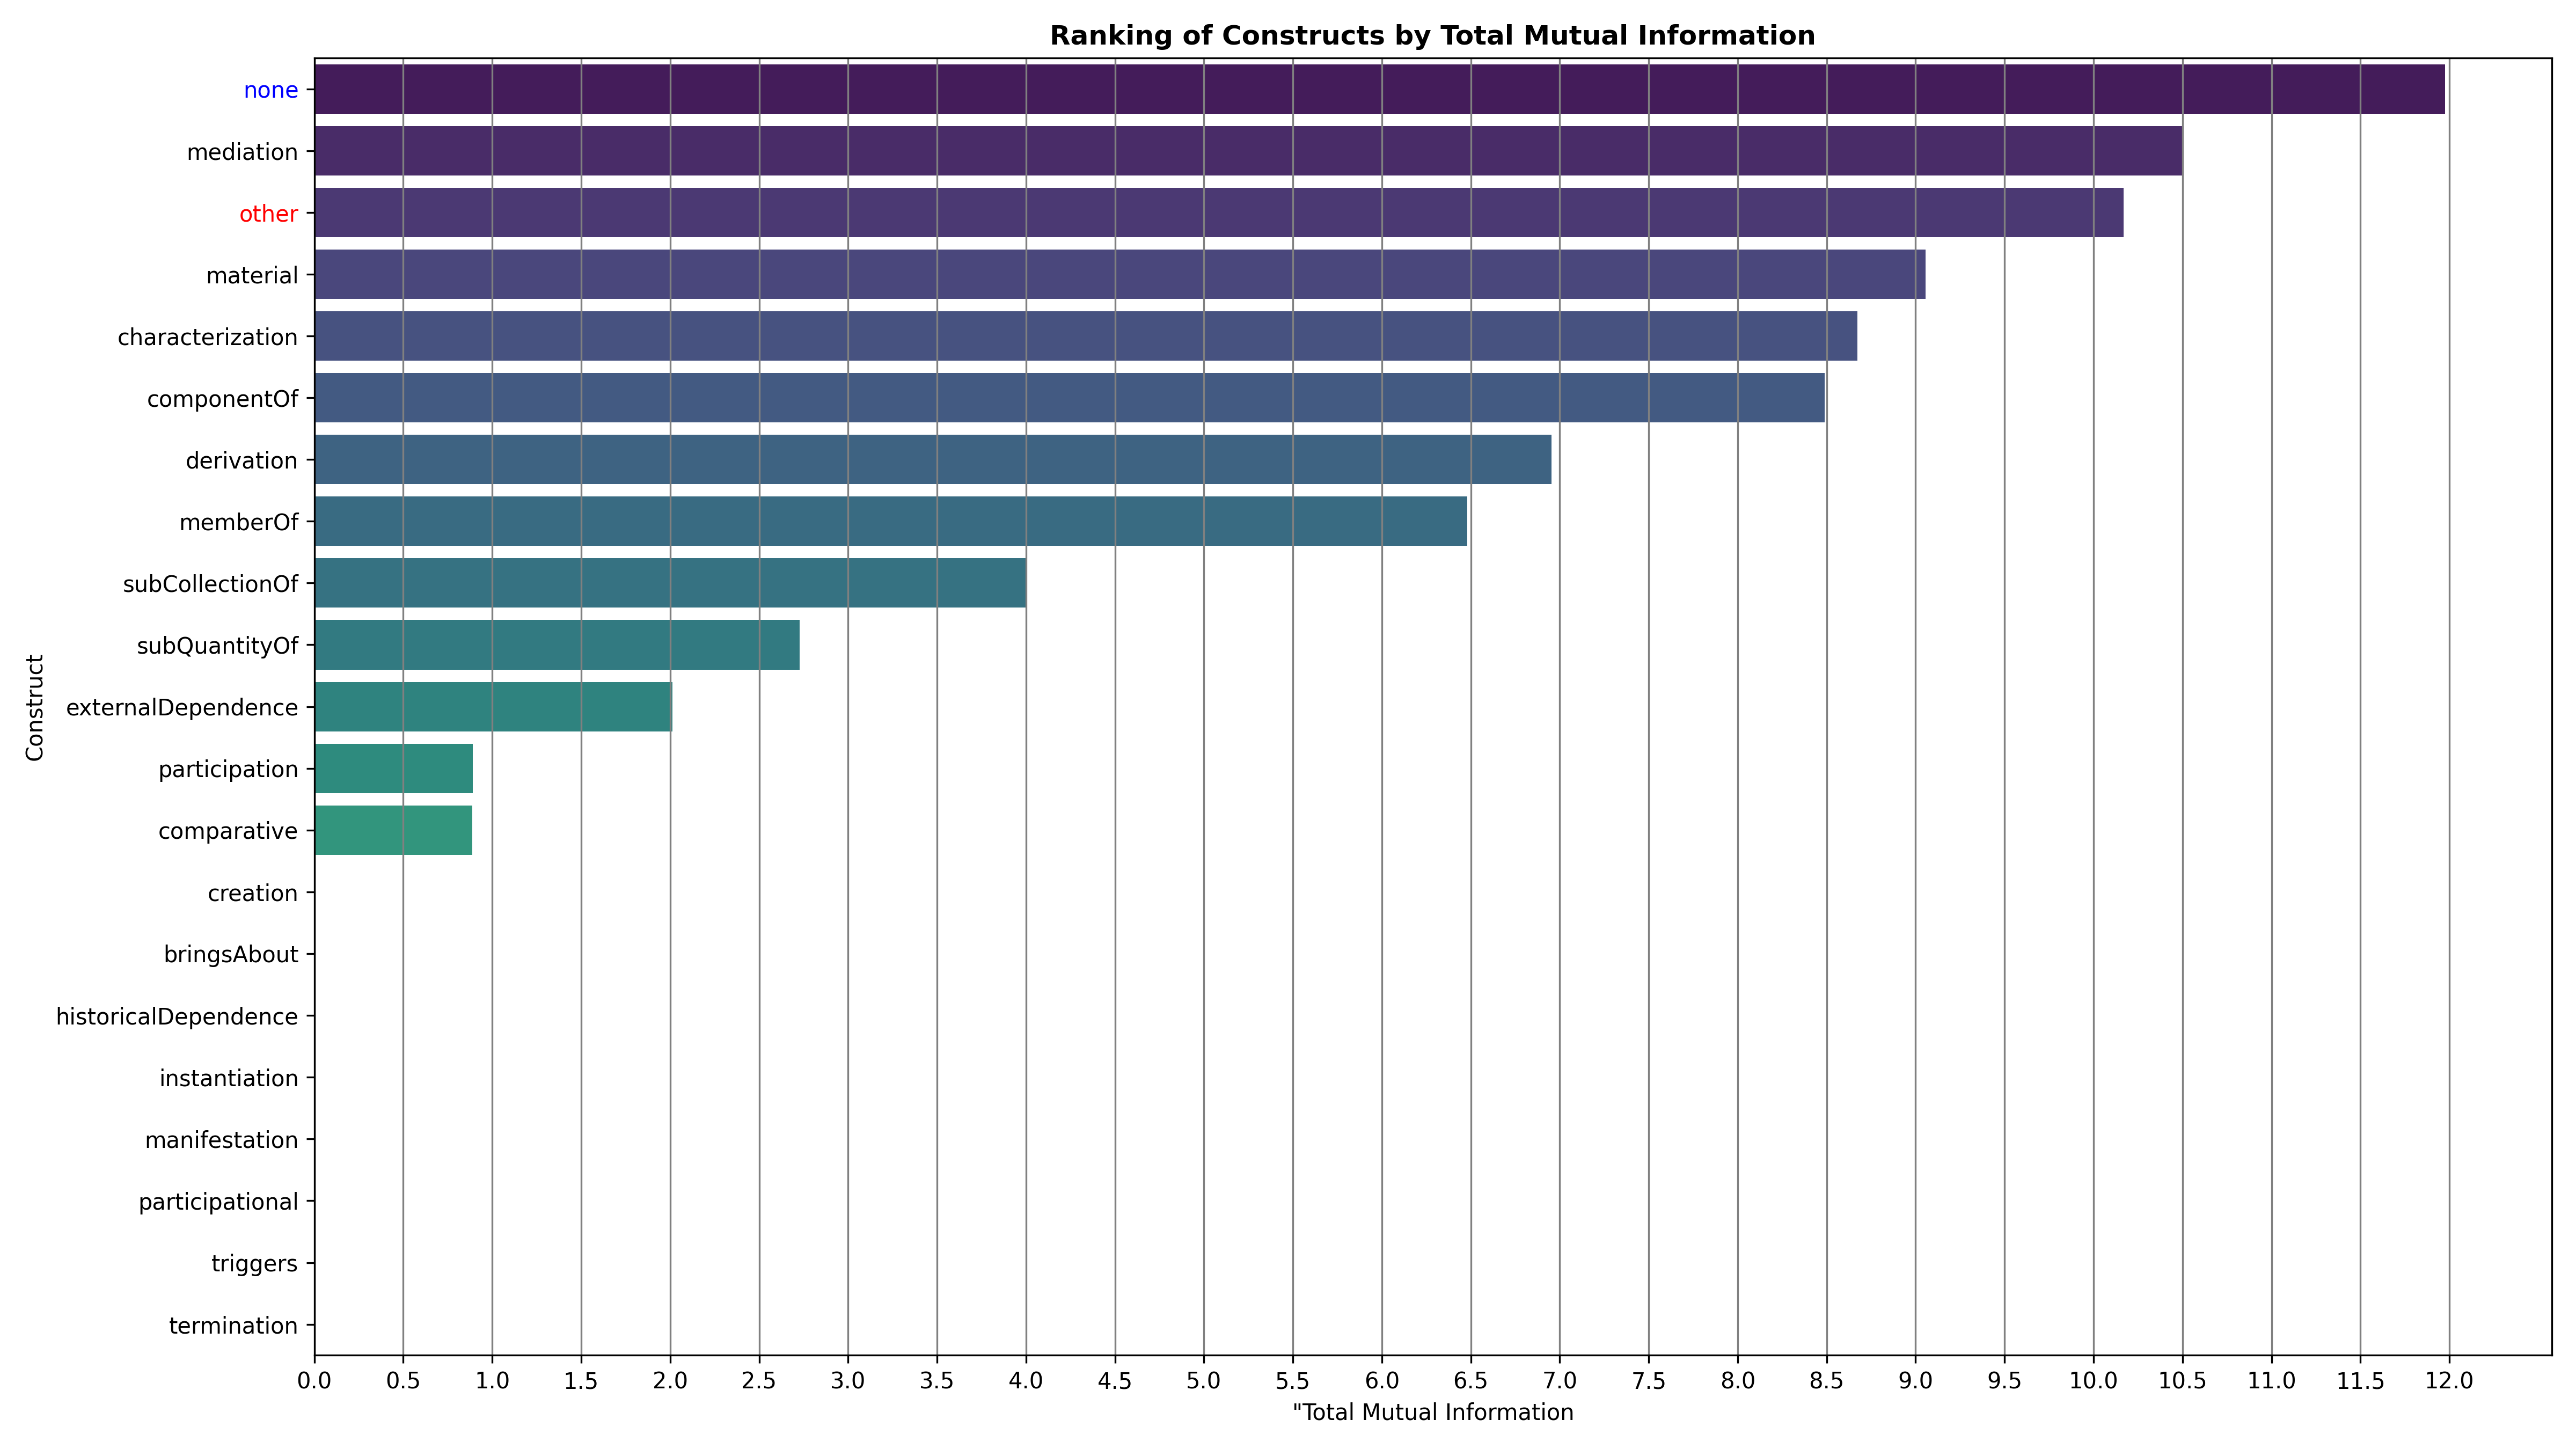 Ranking of Constructs by Total Mutual Information
none
mediation
other
material
characterization
componentOf
derivation
memberOf
subCollectionOf
subQuantityOf
externalDependence
participation
comparative
creation
bringsAbout
historicalDependence
instantiation
manifestation
participational
triggers
termination
Construct
0.0 0.5 1.0 1.5 2.0 2.5 3.0 3.5 4.0 4.5 5.0 5.5 6.0 6.5 7.0 7.5 8.0 8.5 9.0 9.5 10.0 10.5 11.0 11.5 12.0
"Total Mutual Information